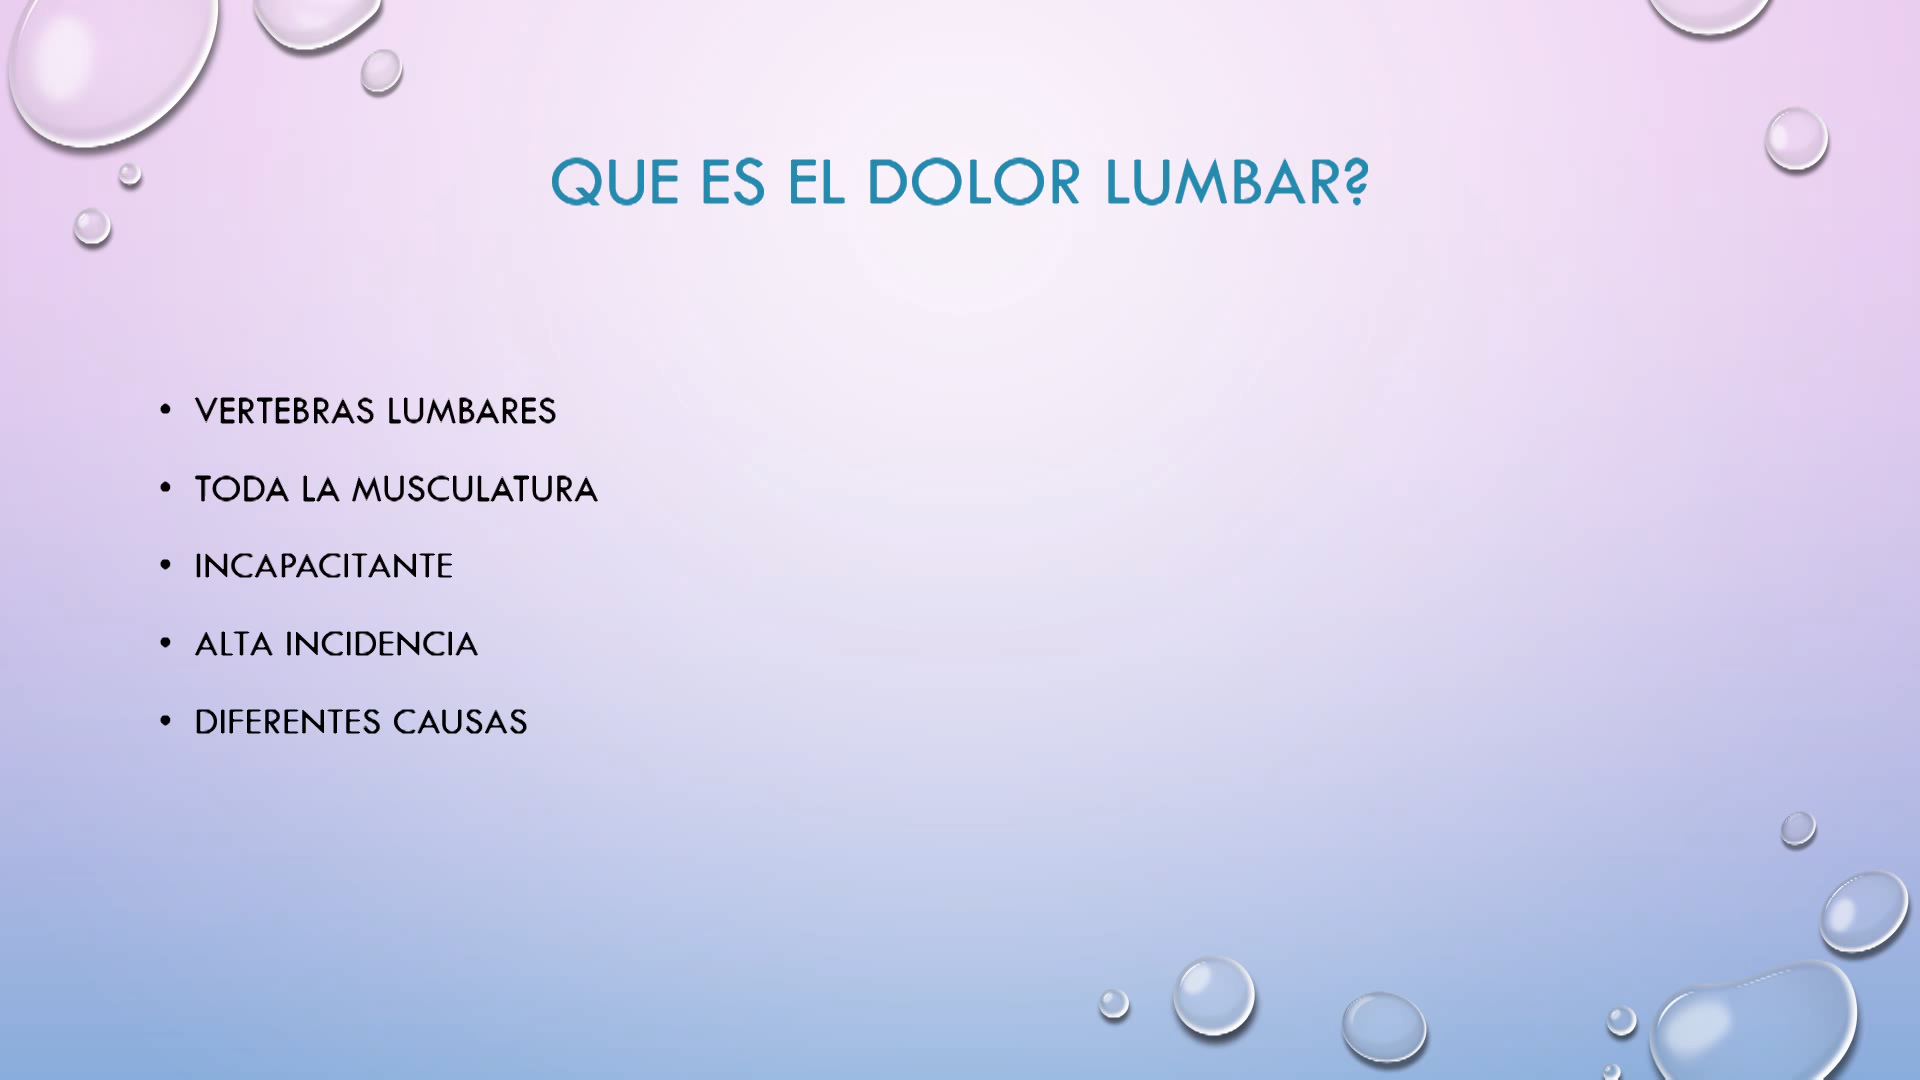 QUE ES EL DOLOR LUMBAR?
• VERTEBRAS LUMBARES
• TODA LA MUSCULATURA
• INCAPACITANTE
• ALTA INCIDENCIA
• DIFERENTES CAUSAS